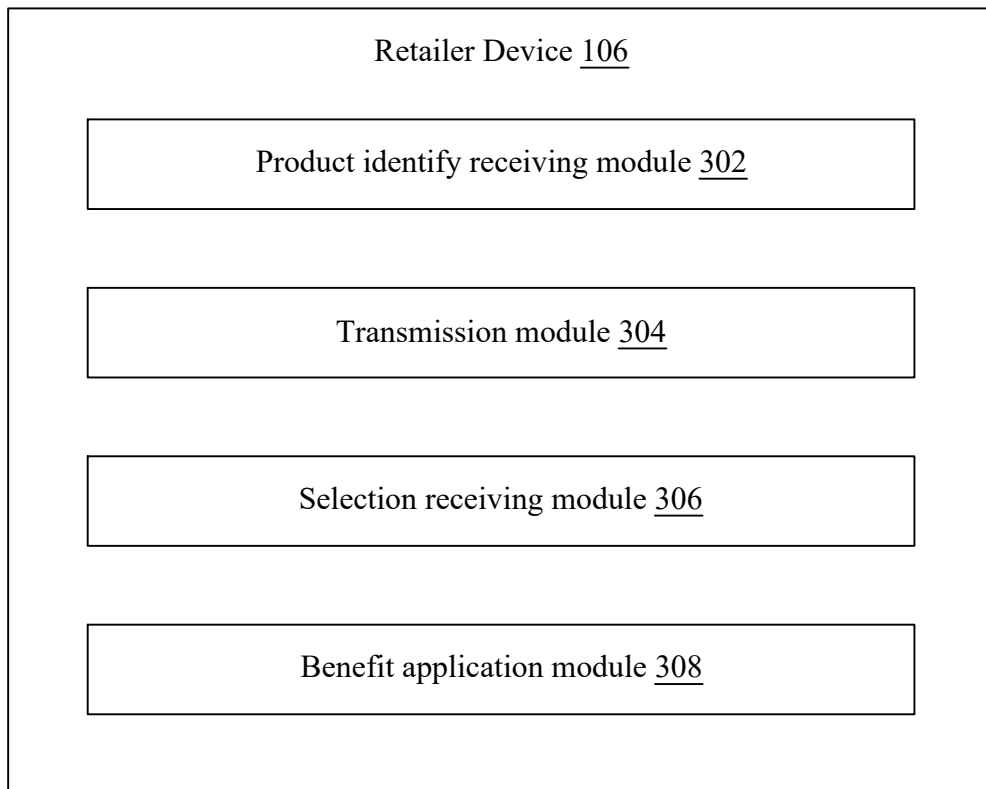 Retailer Device 106
Product identify receiving module 302
Transmission module 304
Selection receiving module 306
Benefit application module 308